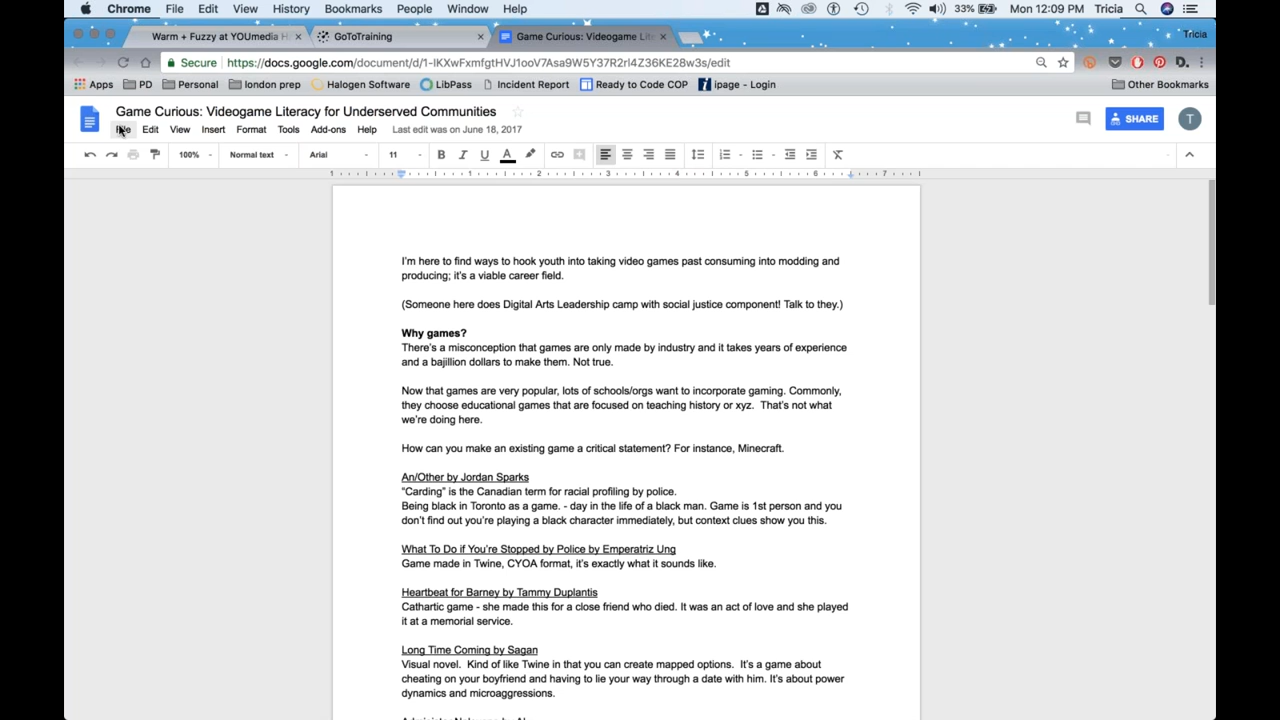 Chrome File Edit View History Bookmarks People Window Help 33% Mon 12:09 PM Tricia
Warm + Fuzzy at YOUmedia H × GoToTraining × Game Curious: Videogame Lite × Tricia
Secure https://docs.google.com/document/d/1-IKXwFxmfgtHVJ1ooV7Asa9W5Y37R2rl4Z36KE28w3s/edit
Apps PD Personal london prep Halogen Software LibPass Incident Report Ready to Code COP ipage - Login Other Bookmarks
Game Curious: Videogame Literacy for Underserved Communities
File Edit View Insert Format Tools Add-ons Help Last edit was on June 18, 2017
SHARE T
100% Normal text Arial 11 B I U A
1 1 2 3 4 5 6 7
I'm here to find ways to hook youth into taking video games past consuming into modding and
producing; it's a viable career field.
(Someone here does Digital Arts Leadership camp with social justice component! Talk to they.)
Why games?
There's a misconception that games are only made by industry and it takes years of experience
and a bajillion dollars to make them. Not true.
Now that games are very popular, lots of schools/orgs want to incorporate gaming. Commonly,
they choose educational games that are focused on teaching history or xyz.  That's not what
we're doing here.
How can you make an existing game a critical statement? For instance, Minecraft.
An/Other by Jordan Sparks
"Carding" is the Canadian term for racial profiling by police.
Being black in Toronto as a game. - day in the life of a black man. Game is 1st person and you
don't find out you're playing a black character immediately, but context clues show you this.
What To Do if You're Stopped by Police by Emperatriz Ung
Game made in Twine, CYOA format, it's exactly what it sounds like.
Heartbeat for Barney by Tammy Duplantis
Cathartic game - she made this for a close friend who died. It was an act of love and she played
it at a memorial service.
Long Time Coming by Sagan
Visual novel.  Kind of like Twine in that you can create mapped options.  It's a game about
cheating on your boyfriend and having to lie your way through a date with him. It's about power
dynamics and microaggressions.